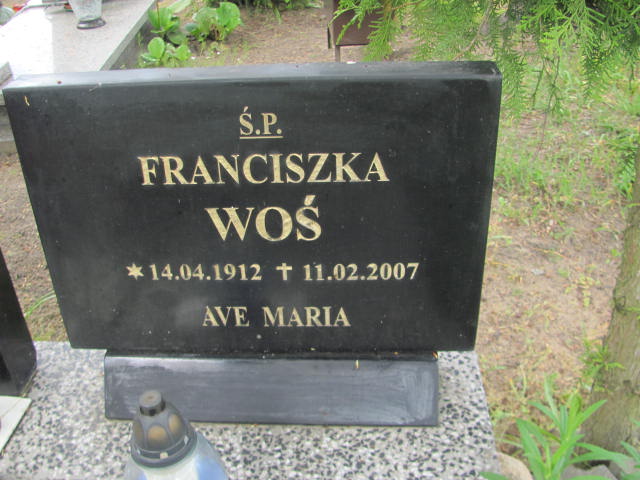 Ś.P.
FRANCISZKA
WOŚ
✶ 14.04.1912 ✝ 11.02.2007
AVE MARIA